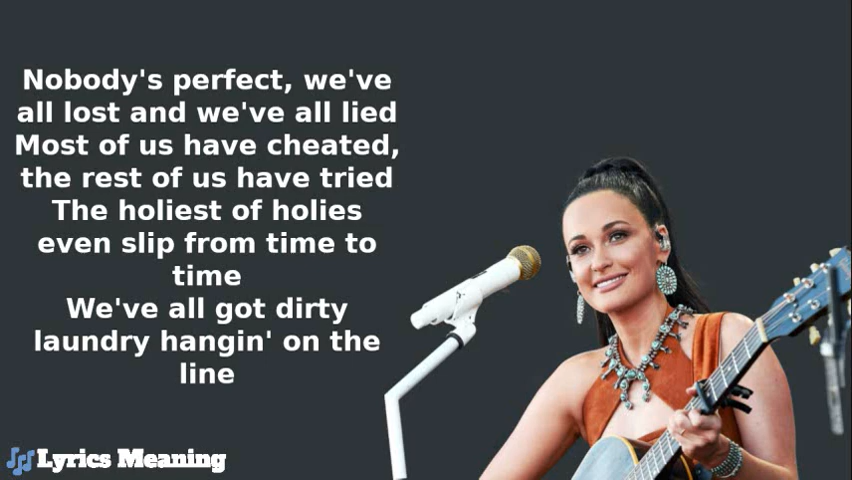 Nobody's perfect, we've
all lost and we've all lied
Most of us have cheated,
the rest of us have tried
The holiest of holies
even slip from time to
time
We've all got dirty
laundry hangin' on the
line
Lyrics Meaning